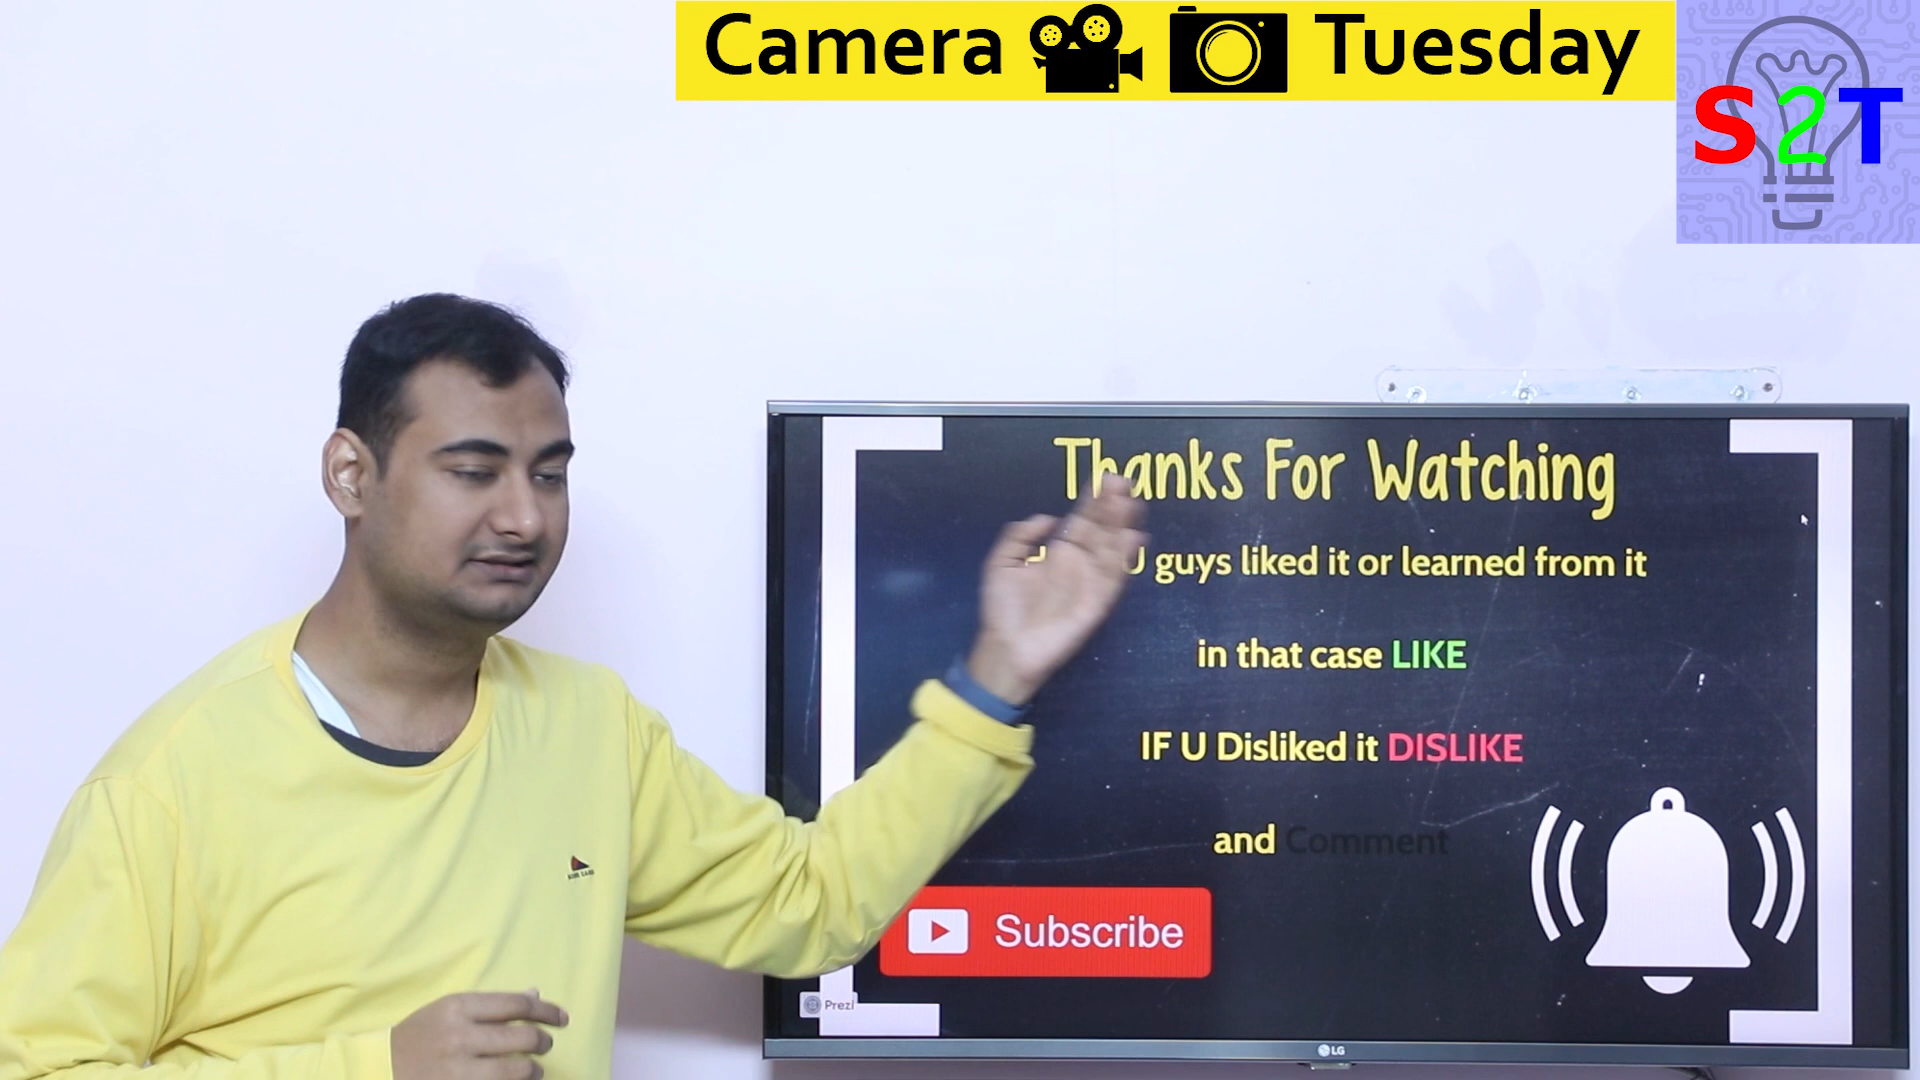 Camera Tuesday
S2T
Thanks For Watching
U guys liked it or learned from it
in that case LIKE
IF U Disliked it DISLIKE
and Comment
Subscribe
Prezi
LG